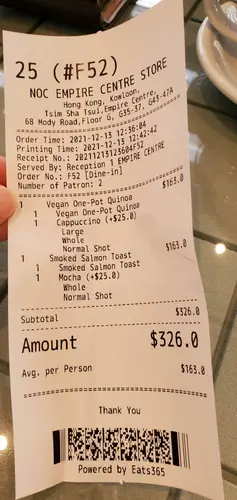 25 (#F52)
NOC EMPIRE CENTRE STORE
Hong Kong, Kowloon,
Tsim Sha Tsui,Empire Centre,
68 Mody Road,Floor G, G35-37, G43-47A
Order Time: 2021-12-13 12:36:04
Printing Time: 2021-12-13 12:42:42
Receipt No.: 20211213123604F52
Served By: Reception 1 EMPIRE CENTRE
Order No.: F52 [Dine-in]
Number of Patron: 2
1 Vegan One-Pot Quinoa $163.0
1 Vegan One-Pot Quinoa
1 Cappuccino (+$25.0)
Large
Whole
Normal Shot
1 Smoked Salmon Toast $163.0
1 Smoked Salmon Toast
1 Mocha (+$25.0)
Whole
Normal Shot
Subtotal $326.0
Amount $326.0
Avg. per Person $163.0
Thank You
Powered by Eats365